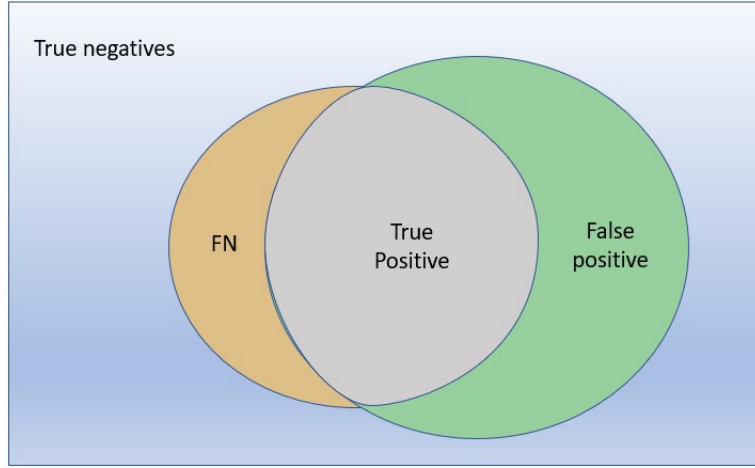 True negatives
FN
True
Positive
False
positive